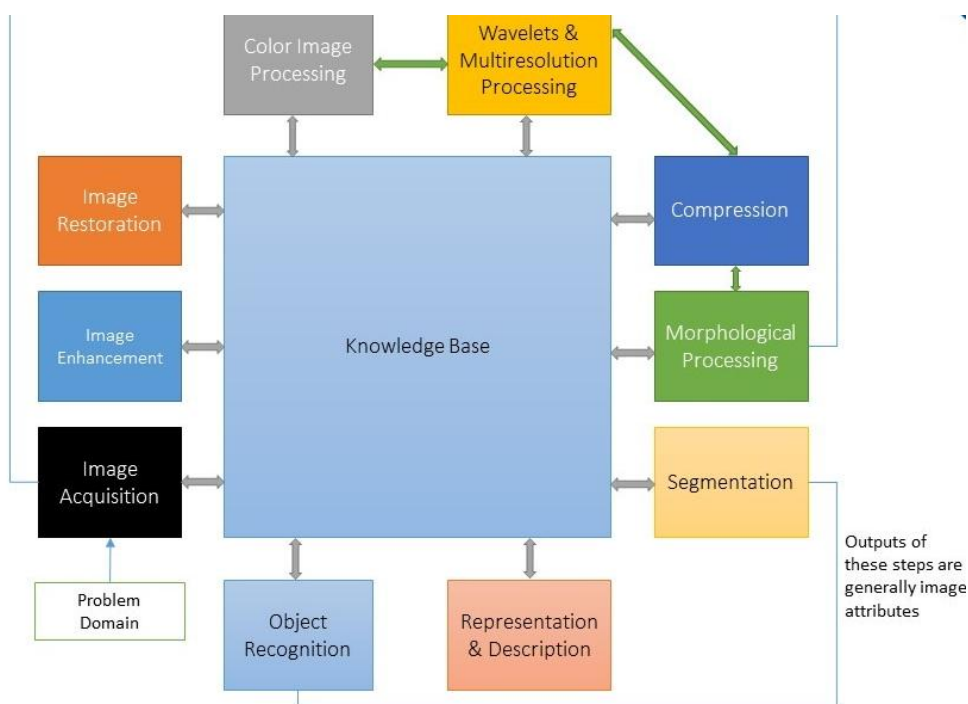 Color Image
Processing
Wavelets &
Multiresolution
Processing
Image
Restoration
Compression
Image
Enhancement
Knowledge Base
Morphological
Processing
Image
Acquisition
Segmentation
Outputs of
these steps are
generally image
attributes
Problem
Domain
Object
Recognition
Representation
& Description